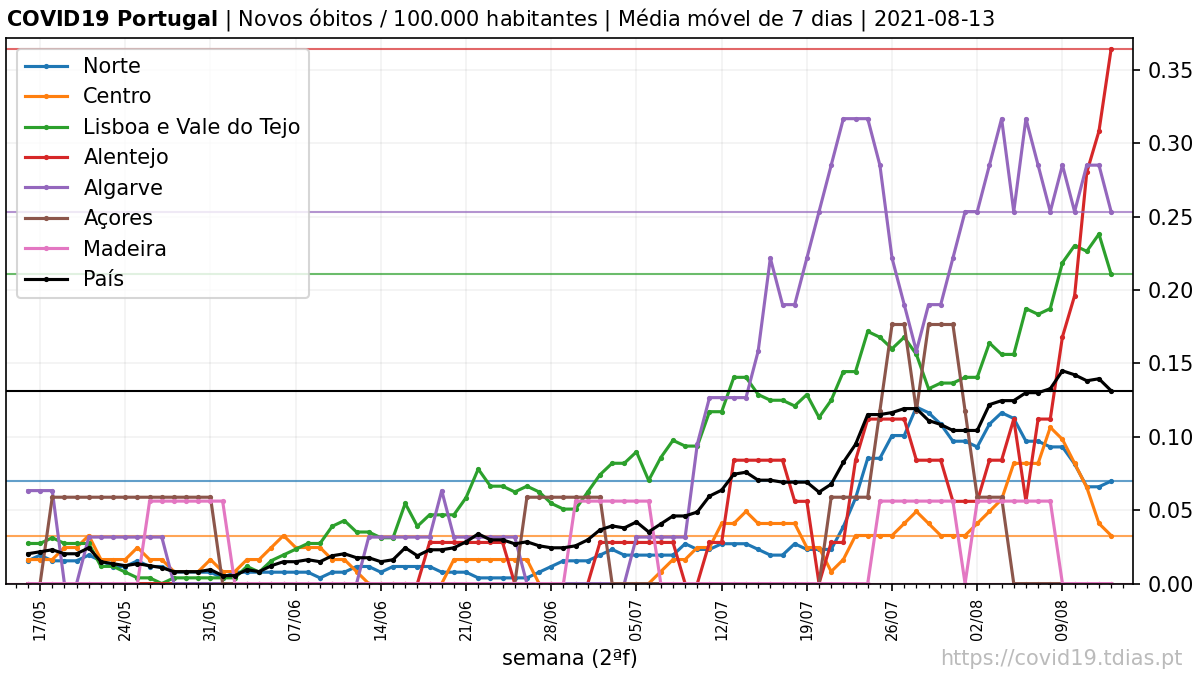 COVID19 Portugal | Novos óbitos / 100.000 habitantes | Média móvel de 7 dias | 2021-08-13
Norte
Centro
Lisboa e Vale do Tejo
Alentejo
Algarve
Açores
Madeira
País
0.35
0.30
0.25
0.20
0.15
0.10
0.05
0.00
17/05
24/05
31/05
07/06
14/06
21/06
28/06
05/07
12/07
19/07
26/07
02/08
09/08
semana (2ªf)
https://covid19.tdias.pt